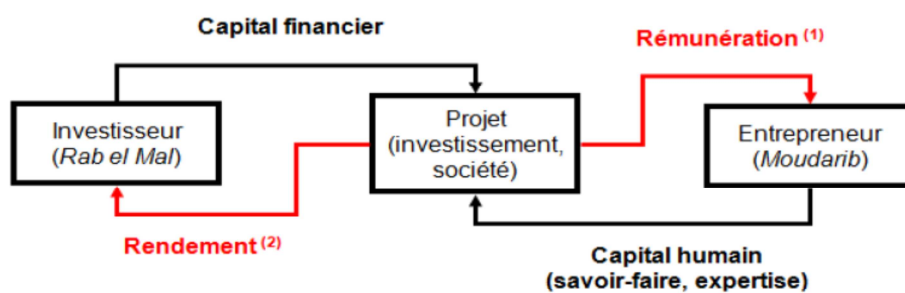 Capital financier
Rémunération (1)
Investisseur
(Rab el Mal)
Projet
(investissement,
société)
Entrepreneur
(Moudarib)
Rendement (2)
Capital humain
(savoir-faire, expertise)